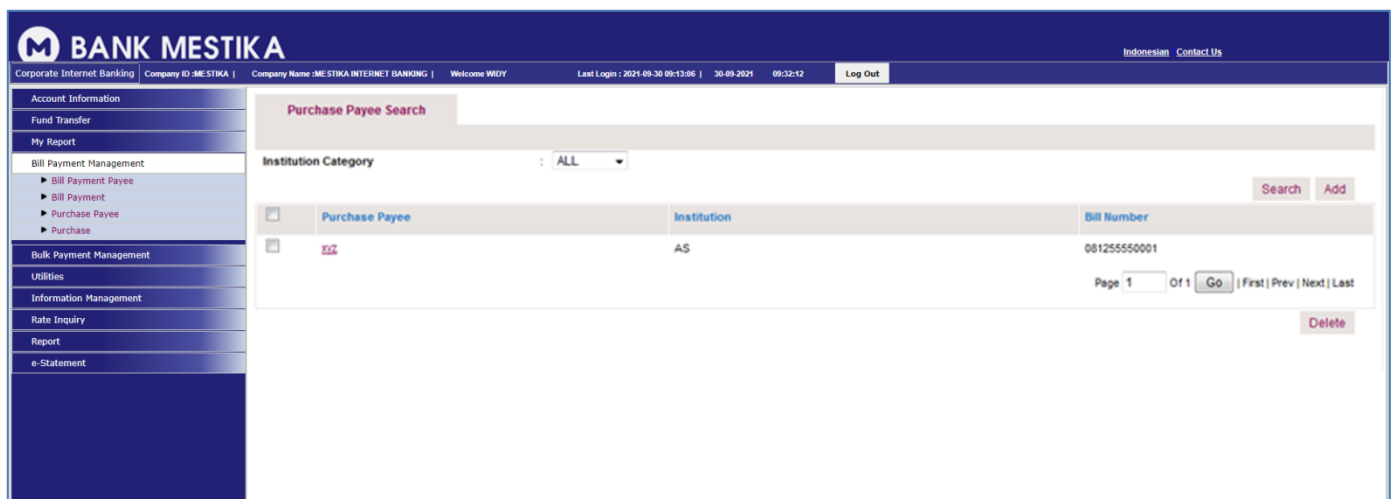 M BANK MESTIKA
Indonesian Contact Us
Corporate Internet Banking Company ID :MESTIKA | Company Name :MESTIKA INTERNET BANKING | Welcome WIDY Last Login : 2021-09-30 09:13:06 | 30-09-2021 09:32:12 Log Out
Account Information
Fund Transfer
My Report
Bill Payment Management
Bill Payment Payee
Bill Payment
Purchase Payee
Purchase
Bulk Payment Management
Utilities
Information Management
Rate Inquiry
Report
e-Statement
Purchase Payee Search
Institution Category : ALL
Search Add
Purchase Payee Institution Bill Number
xyz AS 081255550001
Page 1 Of 1 Go | First | Prev | Next | Last
Delete